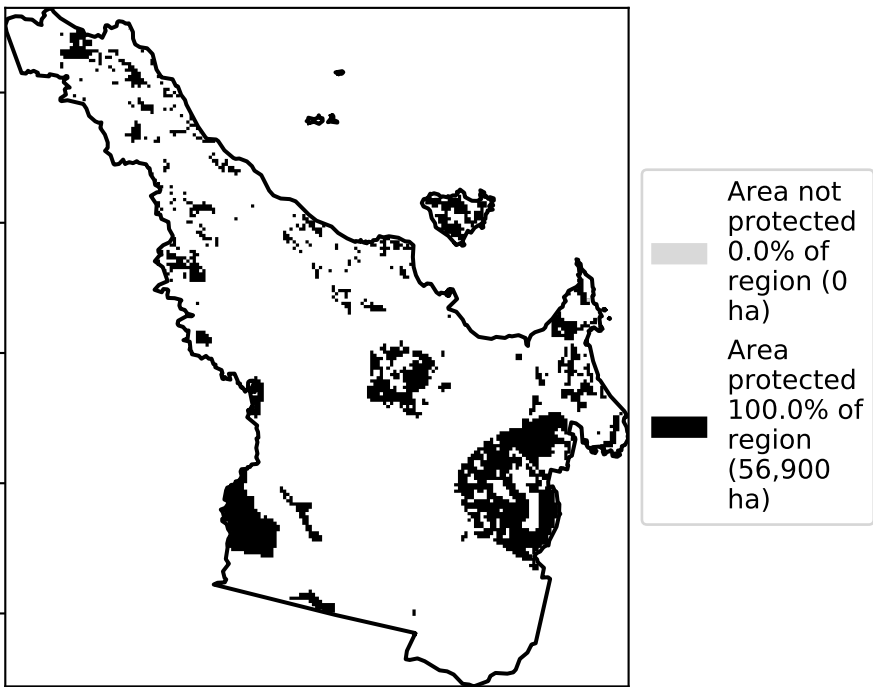 Area not
protected
0.0% of
region (0
ha)
Area
protected
100.0% of
region
(56,900
ha)